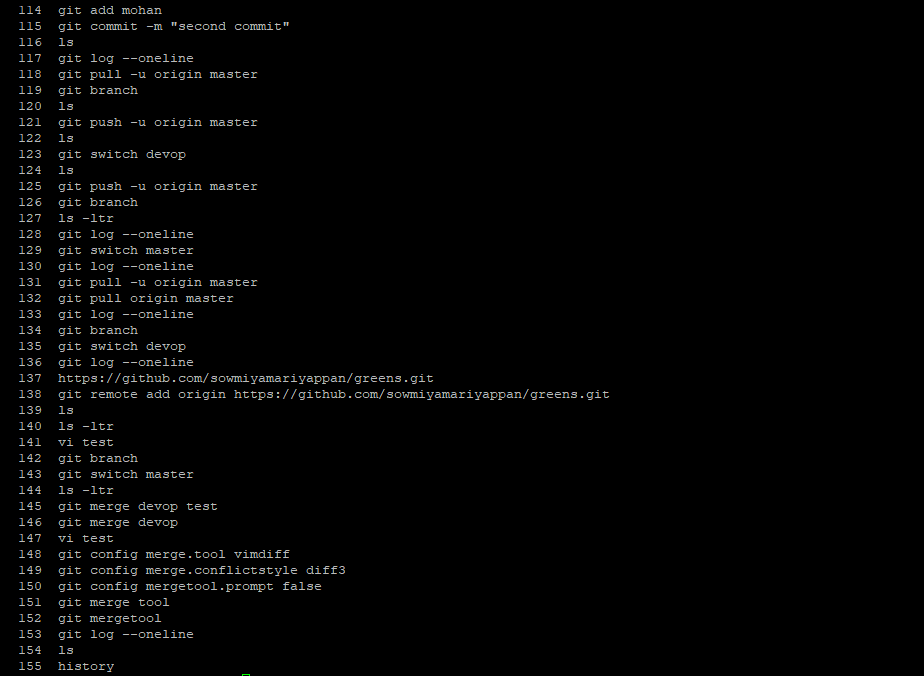 114 git add mohan
115 git commit -m "second commit"
116 ls
117 git log --oneline
118 git pull -u origin master
119 git branch
120 ls
121 git push -u origin master
122 ls
123 git switch devop
124 ls
125 git push -u origin master
126 git branch
127 ls -ltr
128 git log --oneline
129 git switch master
130 git log --oneline
131 git pull -u origin master
132 git pull origin master
133 git log --oneline
134 git branch
135 git switch devop
136 git log --oneline
137 https://github.com/sowmiyamariyappan/greens.git
138 git remote add origin https://github.com/sowmiyamariyappan/greens.git
139 ls
140 ls -ltr
141 vi test
142 git branch
143 git switch master
144 ls -ltr
145 git merge devop test
146 git merge devop
147 vi test
148 git config merge.tool vimdiff
149 git config merge.conflictstyle diff3
150 git config mergetool.prompt false
151 git merge tool
152 git mergetool
153 git log --oneline
154 ls
155 history